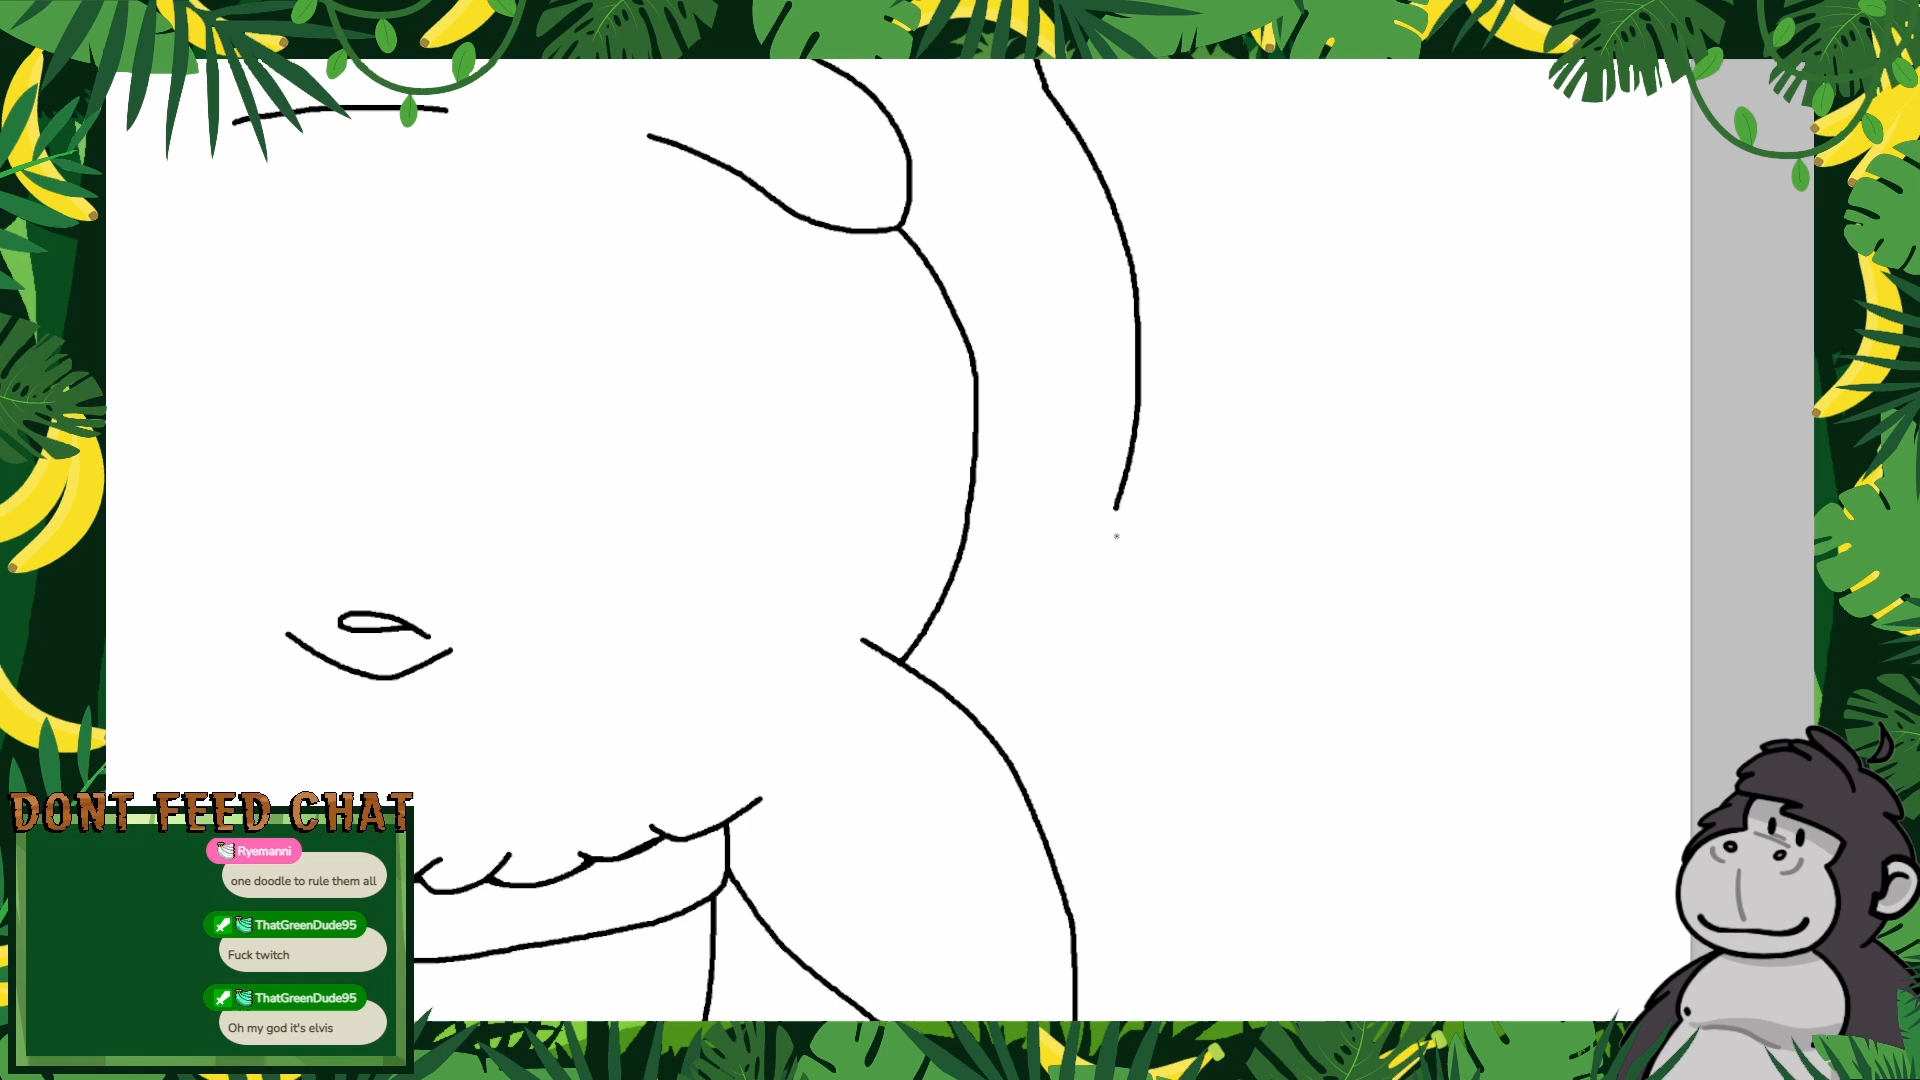 DONT FEED CHAT
Ryemanni
one doodle to rule them all
ThatGreenDude95
Fuck twitch
ThatGreenDude95
Oh my god it's elvis